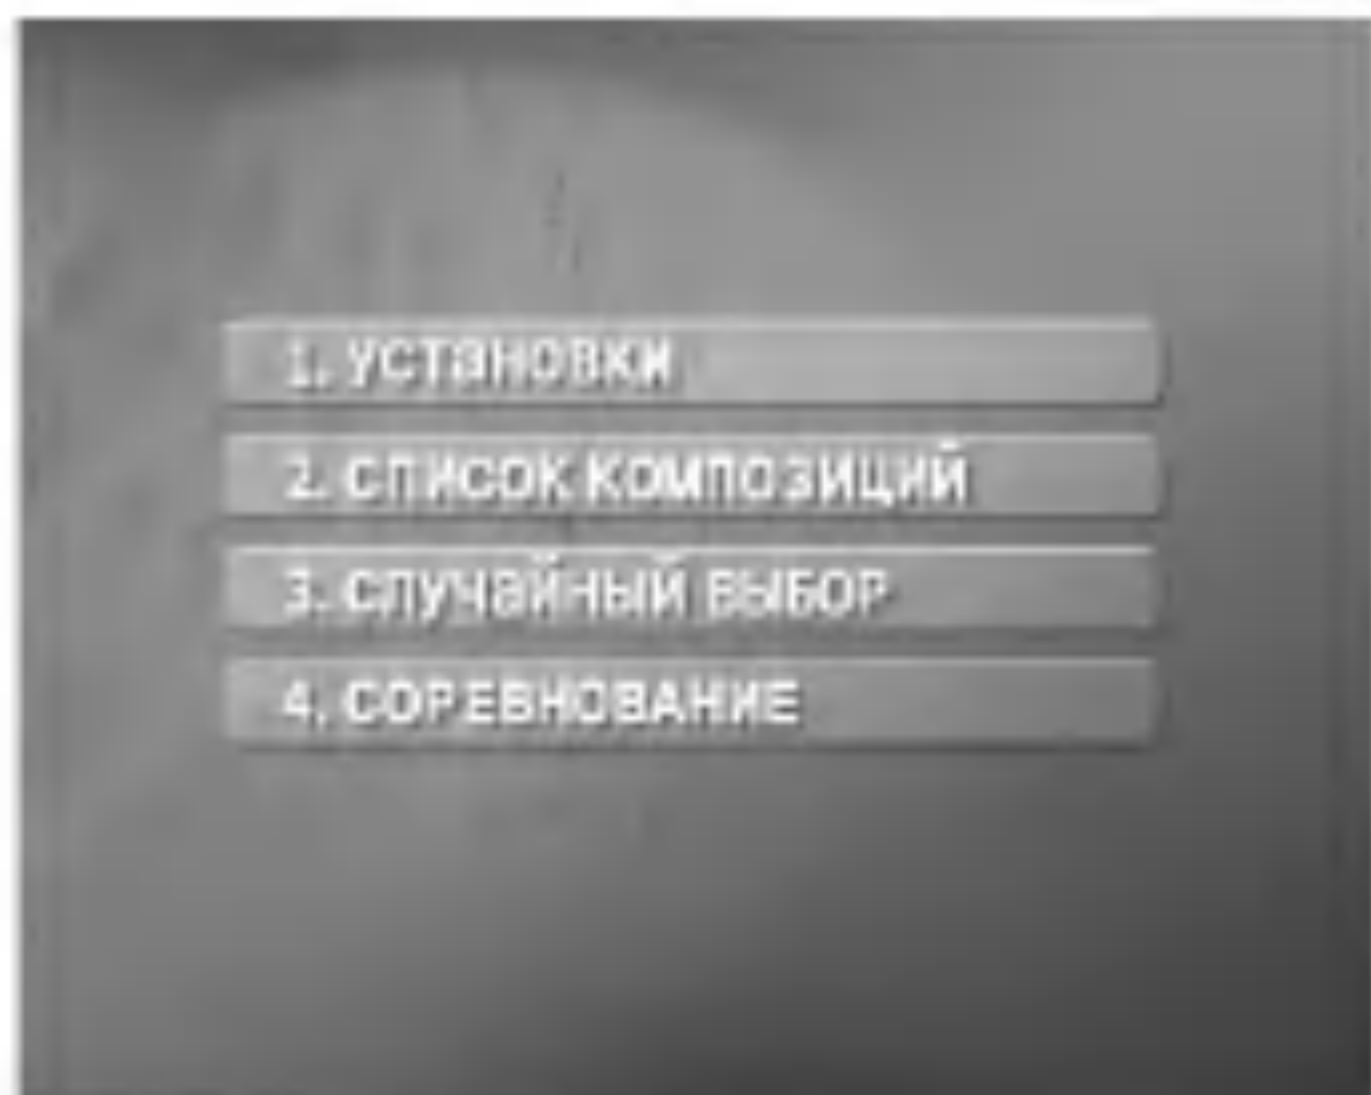 1. УСТАНОВКИ
2. СПИСОК КОМПОЗИЦИЙ
3. СЛУЧАЙНЫЙ ВЫБОР
4. СОРЕВНОВАНИЕ